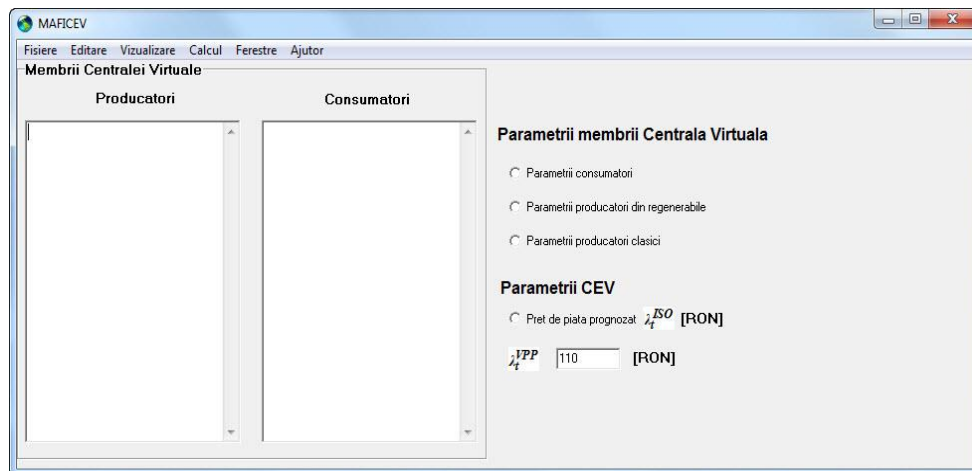 MAFICEV
Fisiere Editare Vizualizare Calcul Ferestre Ajutor
Membrii Centralei Virtuale
Producatori
Consumatori
Parametrii membrii Centrala Virtuala
Parametrii consumatori
Parametrii producatori din regenerabile
Parametrii producatori clasici
Parametrii CEV
Pret de piata prognozat λ_t^{ISO} [RON]
λ_t^{VPP} 110 [RON]